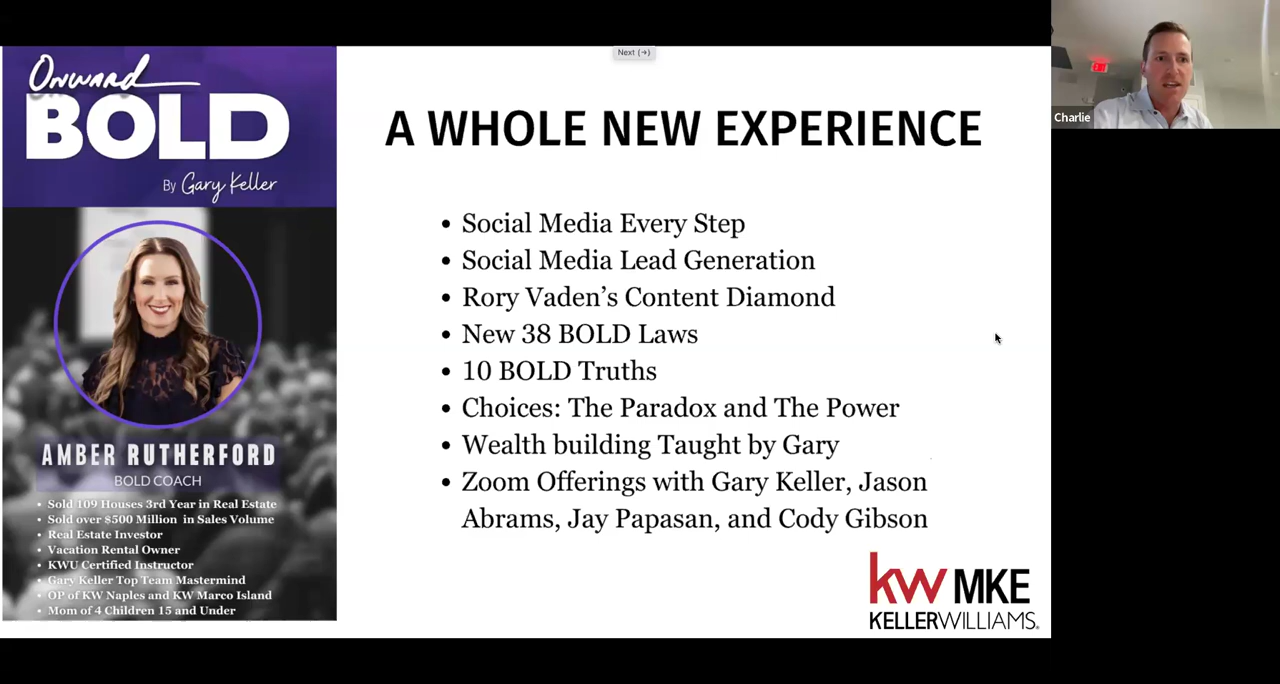 Next (→)
Onward
BOLD
By Gary Keller
AMBER RUTHERFORD
BOLD COACH
• Sold 109 Houses 3rd Year in Real Estate
• Sold over $500 Million in Sales Volume
• Real Estate Investor
• Vacation Rental Owner
• KWU Certified Instructor
• Gary Keller Top Team Mastermind
• OP of KW Naples and KW Marco Island
• Mom of 4 Children 15 and Under
A WHOLE NEW EXPERIENCE
• Social Media Every Step
• Social Media Lead Generation
• Rory Vaden’s Content Diamond
• New 38 BOLD Laws
• 10 BOLD Truths
• Choices: The Paradox and The Power
• Wealth building Taught by Gary
• Zoom Offerings with Gary Keller, Jason
Abrams, Jay Papasan, and Cody Gibson
kw MKE
KELLERWILLIAMS®
EXIT
Charlie